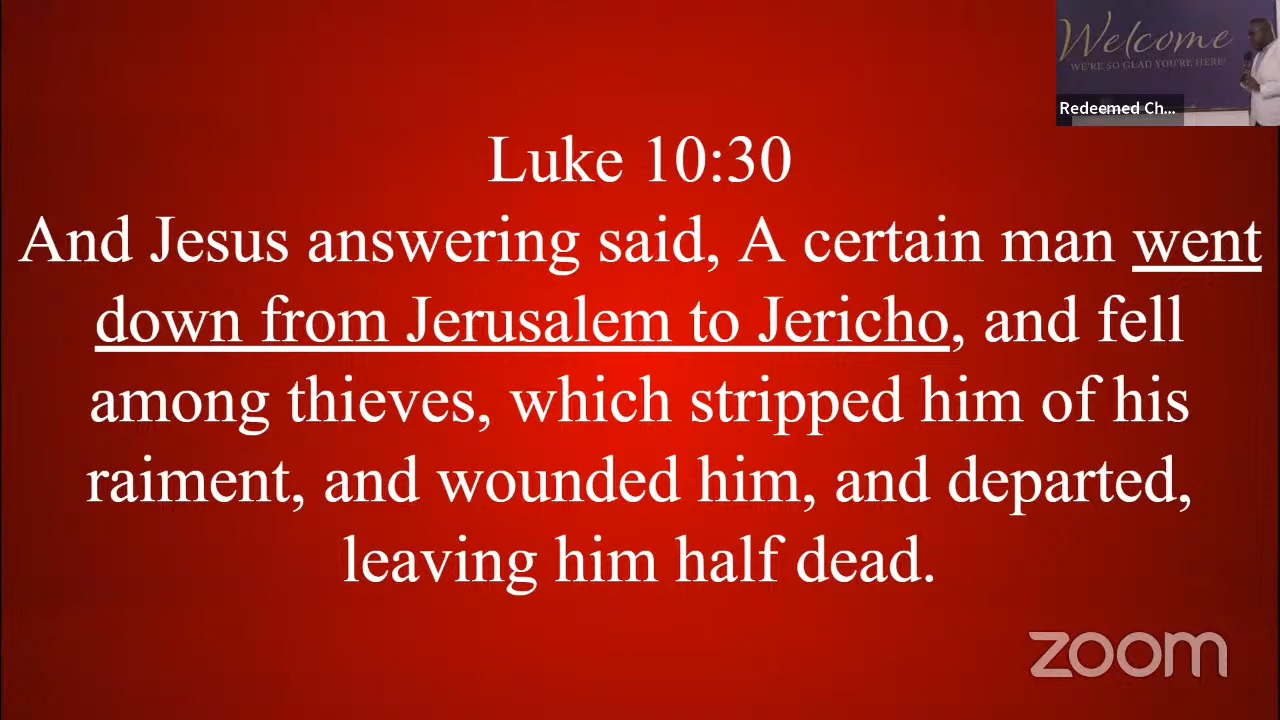 Welcome
WE'RE SO GLAD YOU'RE HERE!
Redeemed Ch...
Luke 10:30
And Jesus answering said, A certain man went
down from Jerusalem to Jericho, and fell
among thieves, which stripped him of his
raiment, and wounded him, and departed,
leaving him half dead.
zoom